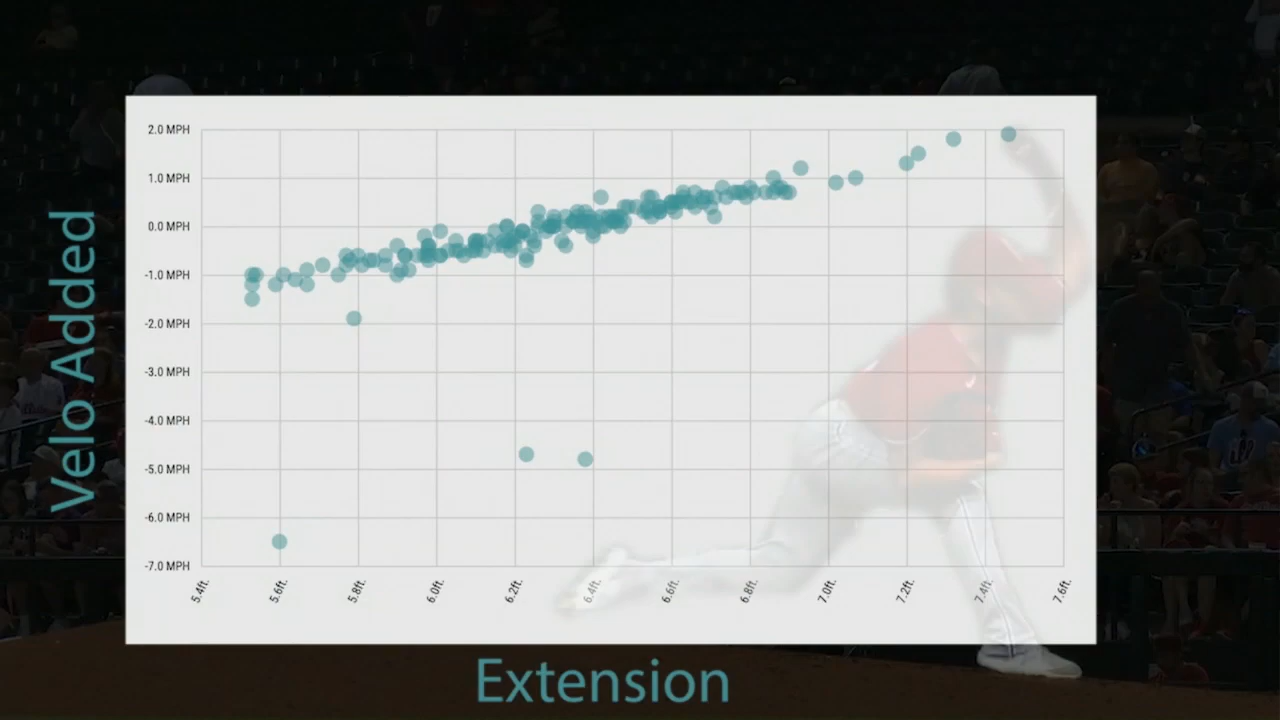 Velo Added
2.0 MPH
1.0 MPH
0.0 MPH
-1.0 MPH
-2.0 MPH
-3.0 MPH
-4.0 MPH
-5.0 MPH
-6.0 MPH
-7.0 MPH
5.4ft.
5.6ft.
5.8ft.
6.0ft.
6.2ft.
6.4ft.
6.6ft.
6.8ft.
7.0ft.
7.2ft.
7.4ft.
7.6ft.
Extension